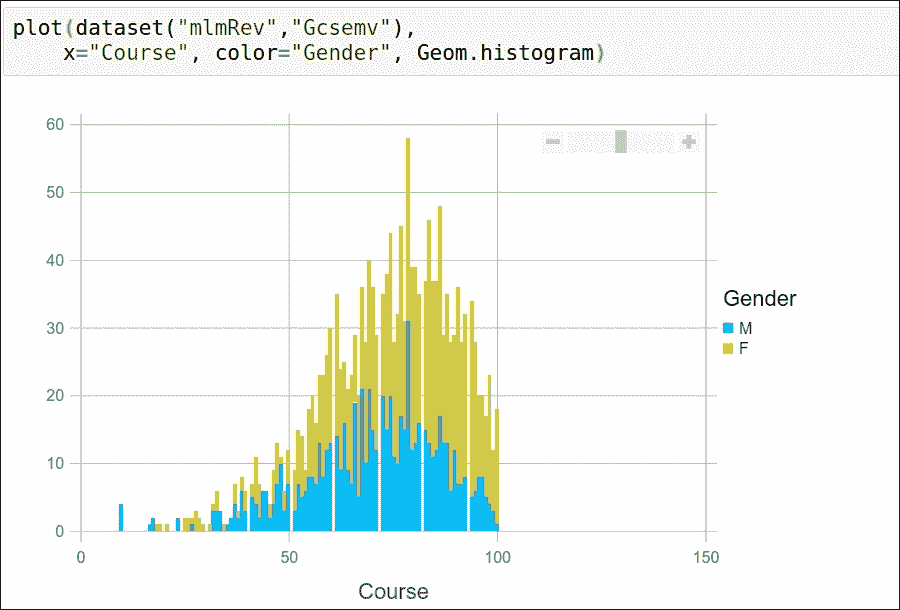 plot(dataset("mlmRev","Gcsemv"),
x="Course", color="Gender", Geom.histogram)
60
50
40
30
20
10
0
0 50 100 150
Course
Gender
M
F